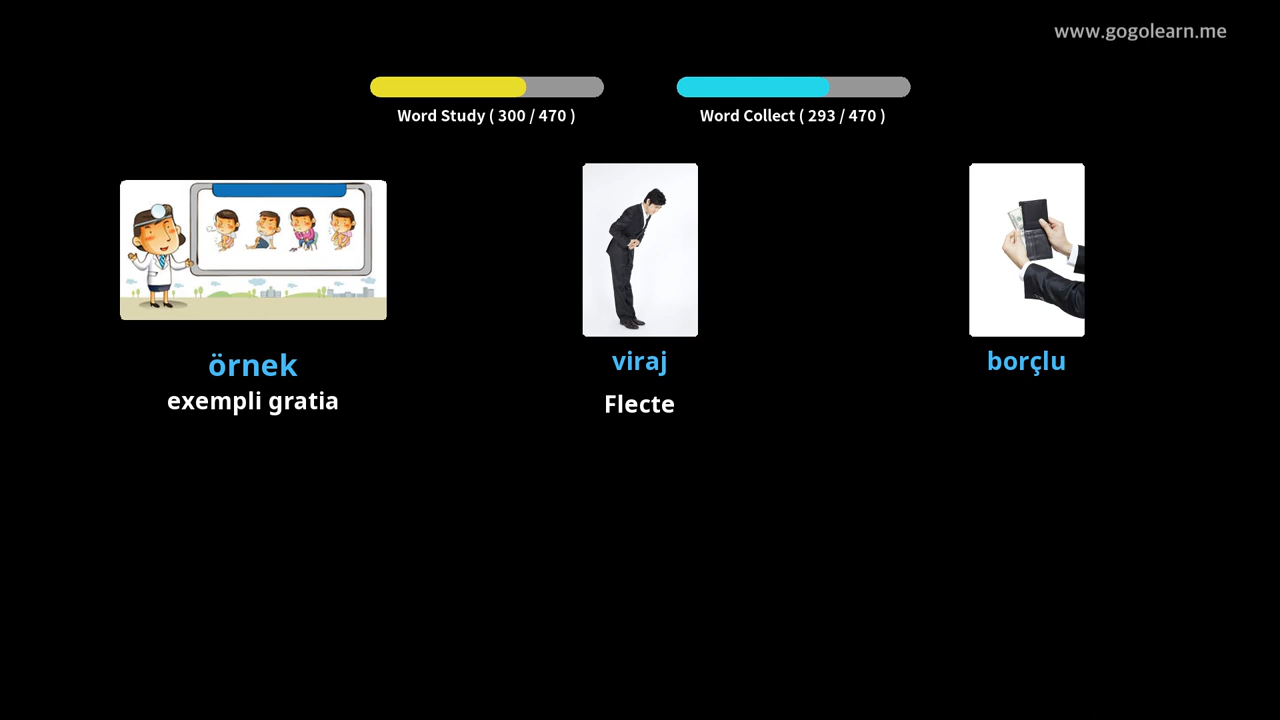 www.gogolearn.me
Word Study ( 300 / 470 )
Word Collect ( 293 / 470 )
örnek
exempli gratia
viraj
Flecte
borçlu